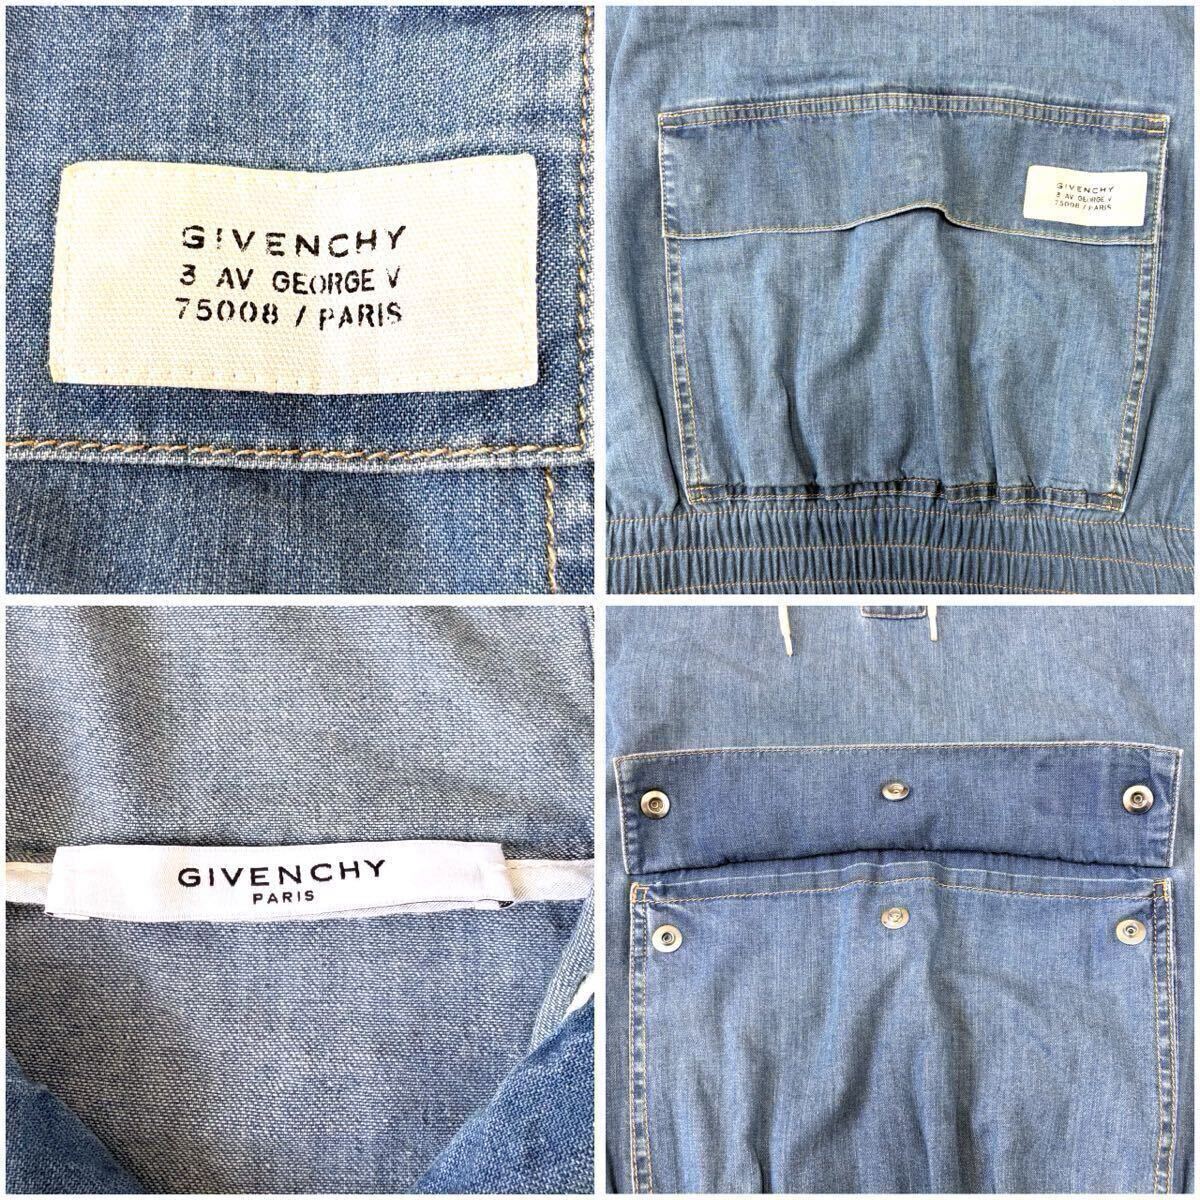 GIVENCHY
3 AV GEORGE V
75008 / PARIS
GIVENCHY
3 AV GEORGE V
75008 / PARIS
GIVENCHY
PARIS